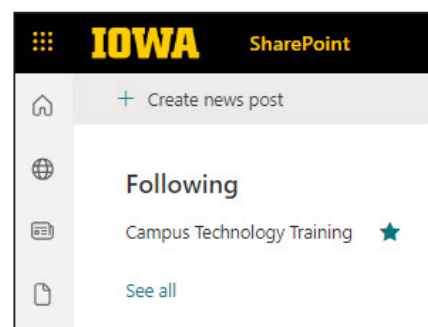 IOWA SharePoint
+ Create news post
Following
Campus Technology Training
See all